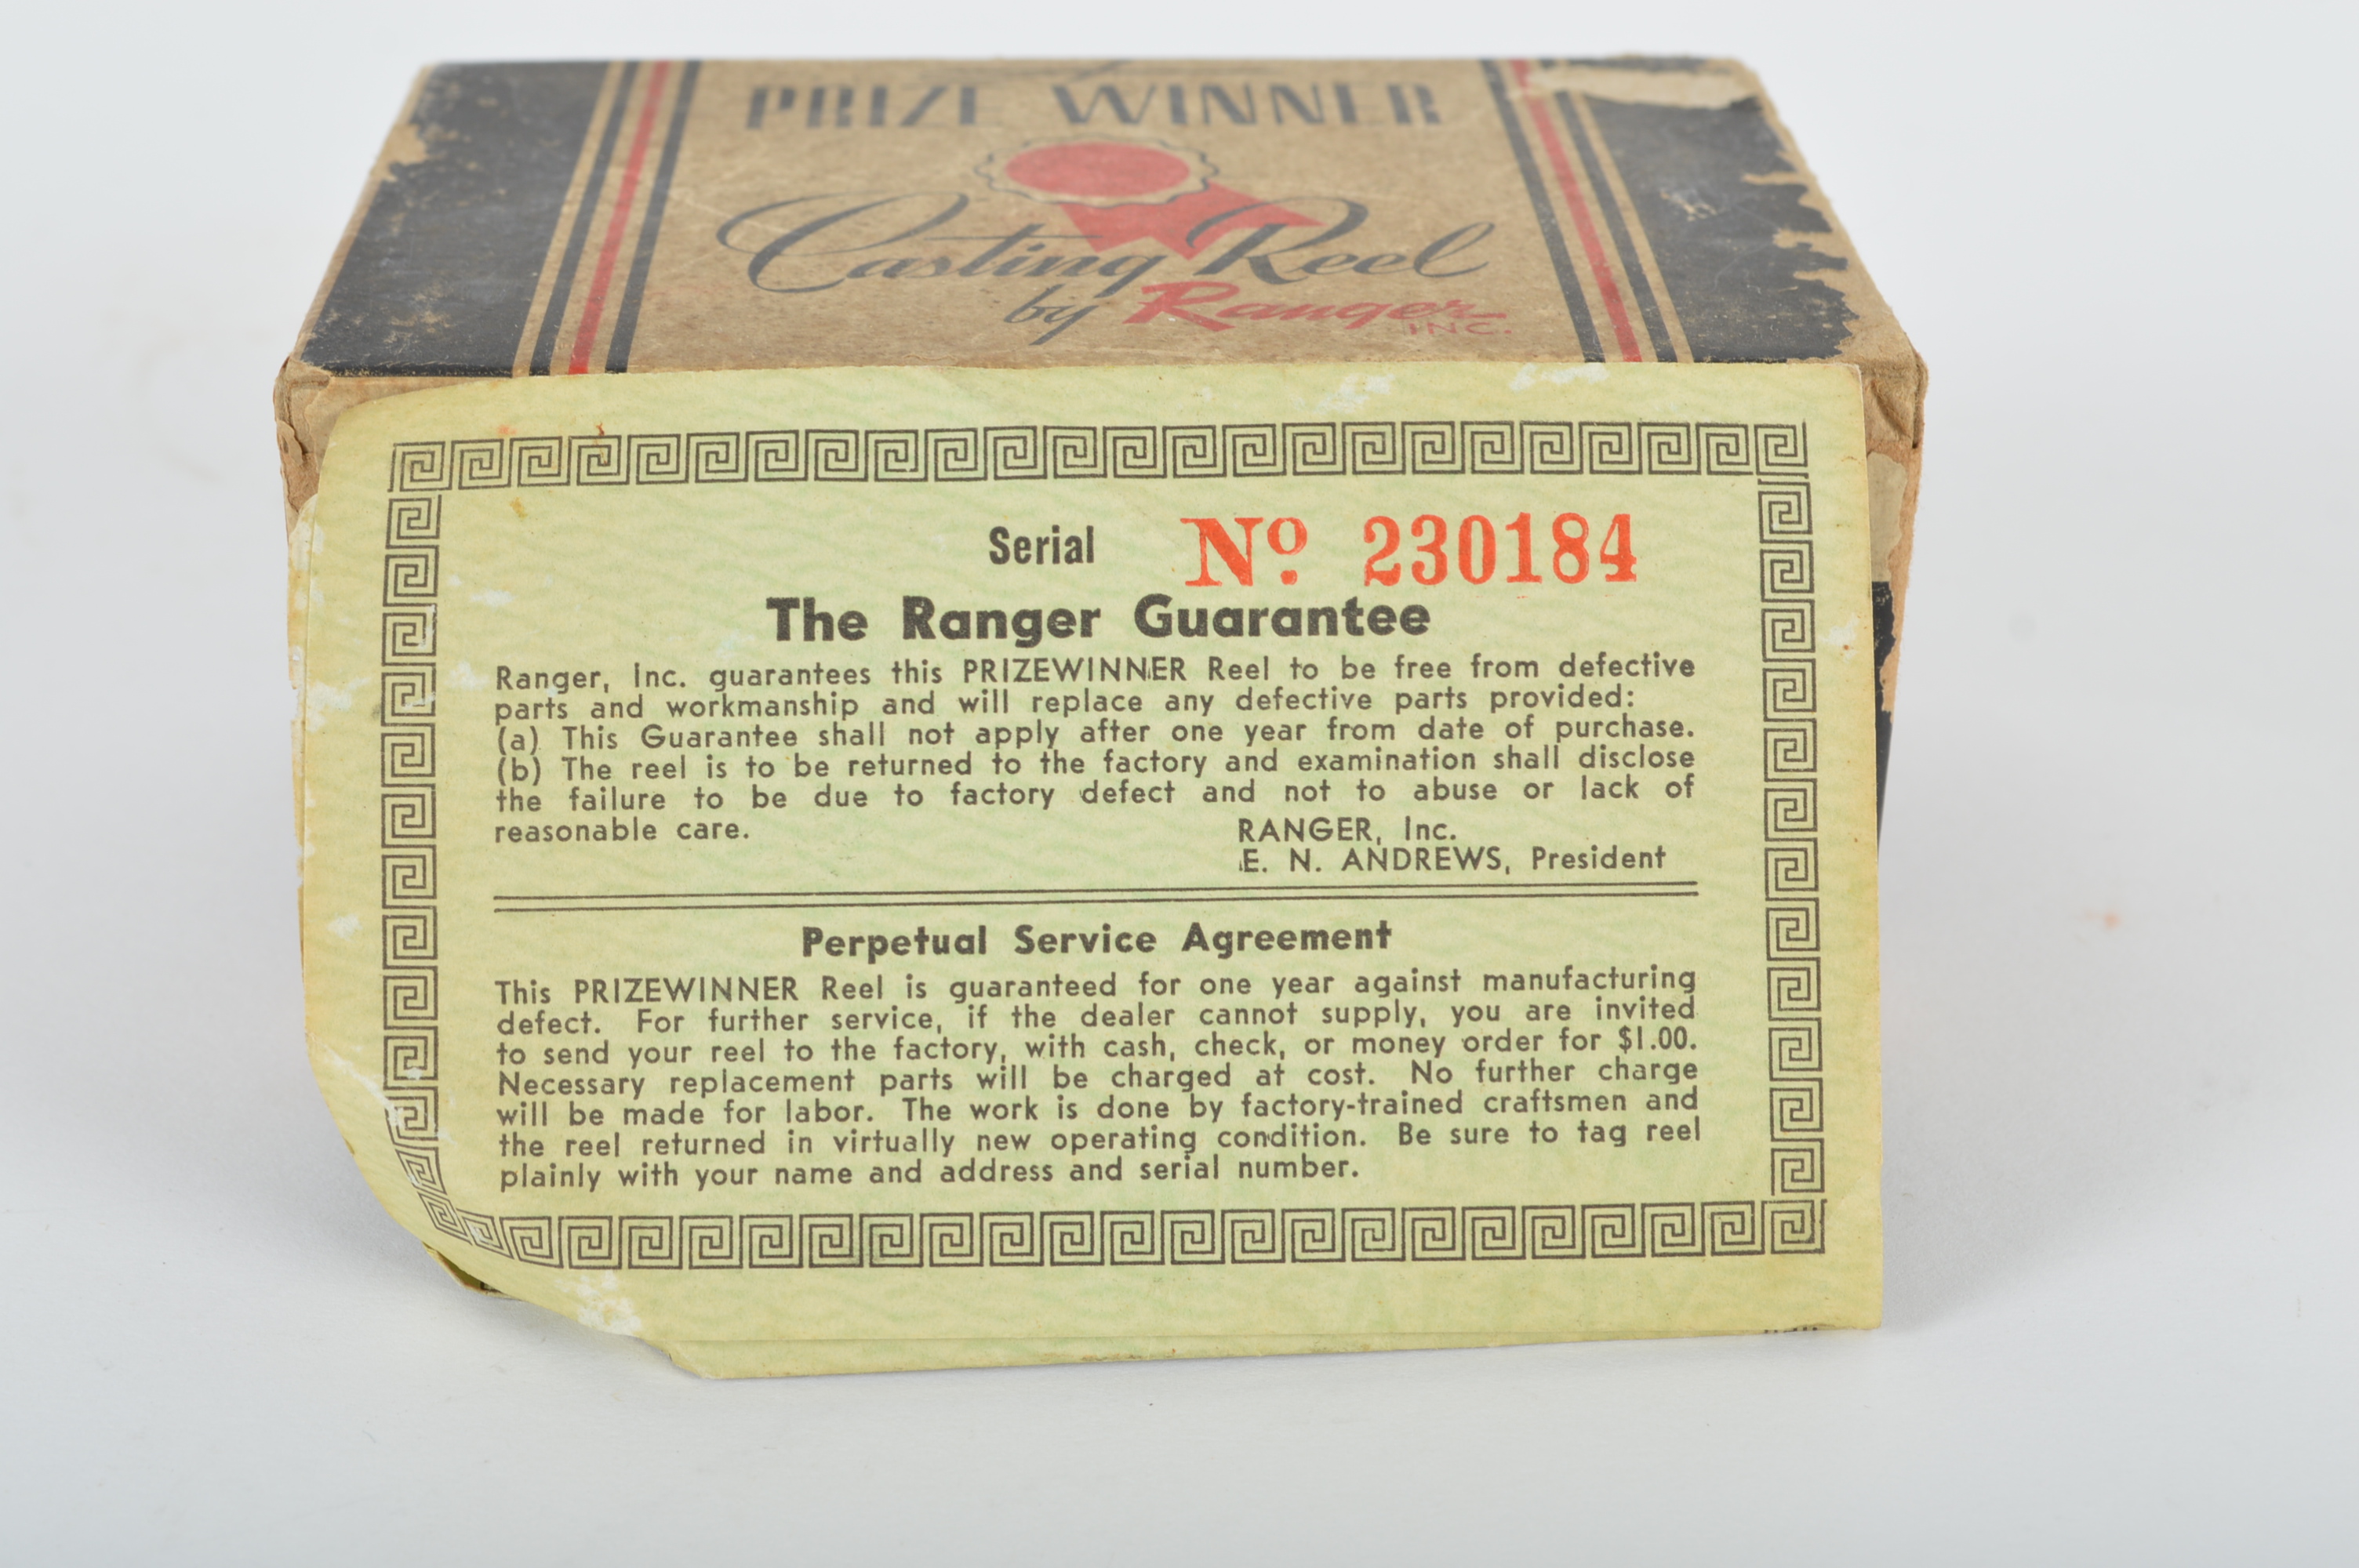 PRIZE WINNER
Casting Reel
by Ranger
INC.
Serial No. 230184
The Ranger Guarantee
Ranger, Inc. guarantees this PRIZEWINNER Reel to be free from defective
parts and workmanship and will replace any defective parts provided:
(a) This Guarantee shall not apply after one year from date of purchase.
(b) The reel is to be returned to the factory and examination shall disclose
the failure to be due to factory defect and not to abuse or lack of
reasonable care.
RANGER, Inc.
E. N. ANDREWS, President
Perpetual Service Agreement
This PRIZEWINNER Reel is guaranteed for one year against manufacturing
defect. For further service, if the dealer cannot supply, you are invited
to send your reel to the factory, with cash, check, or money order for $1.00.
Necessary replacement parts will be charged at cost. No further charge
will be made for labor. The work is done by factory-trained craftsmen and
the reel returned in virtually new operating condition. Be sure to tag reel
plainly with your name and address and serial number.